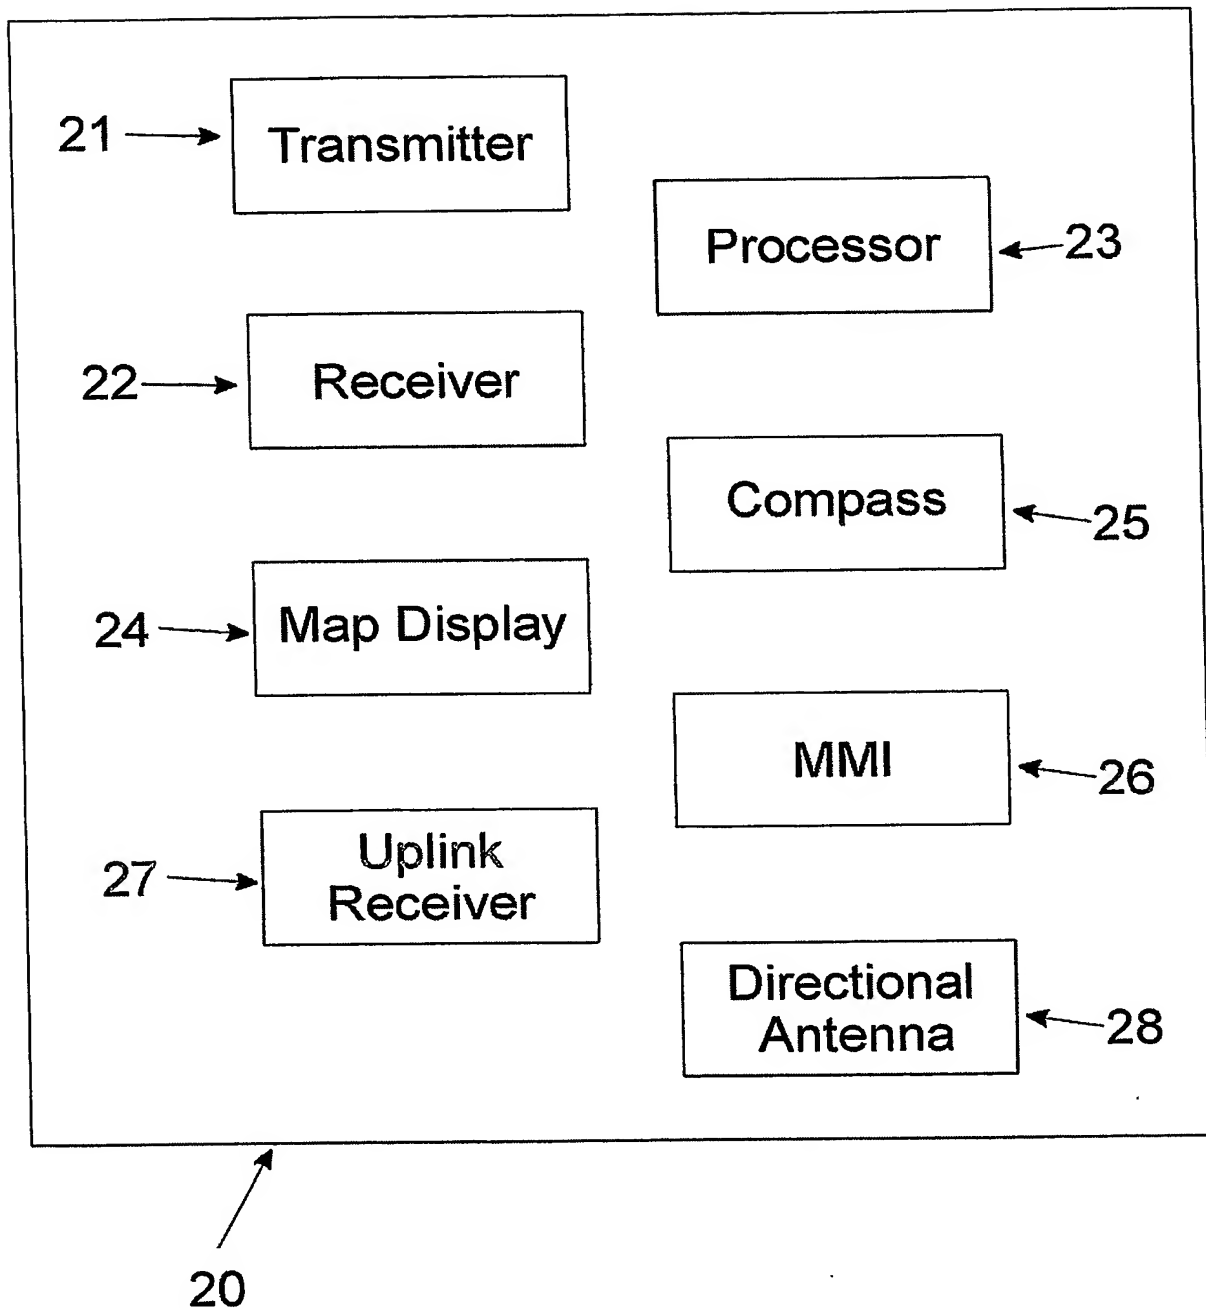 21
Transmitter
Processor
23
22
Receiver
Compass
25
24
Map Display
MMI
26
27
Uplink
Receiver
Directional
Antenna
28
20